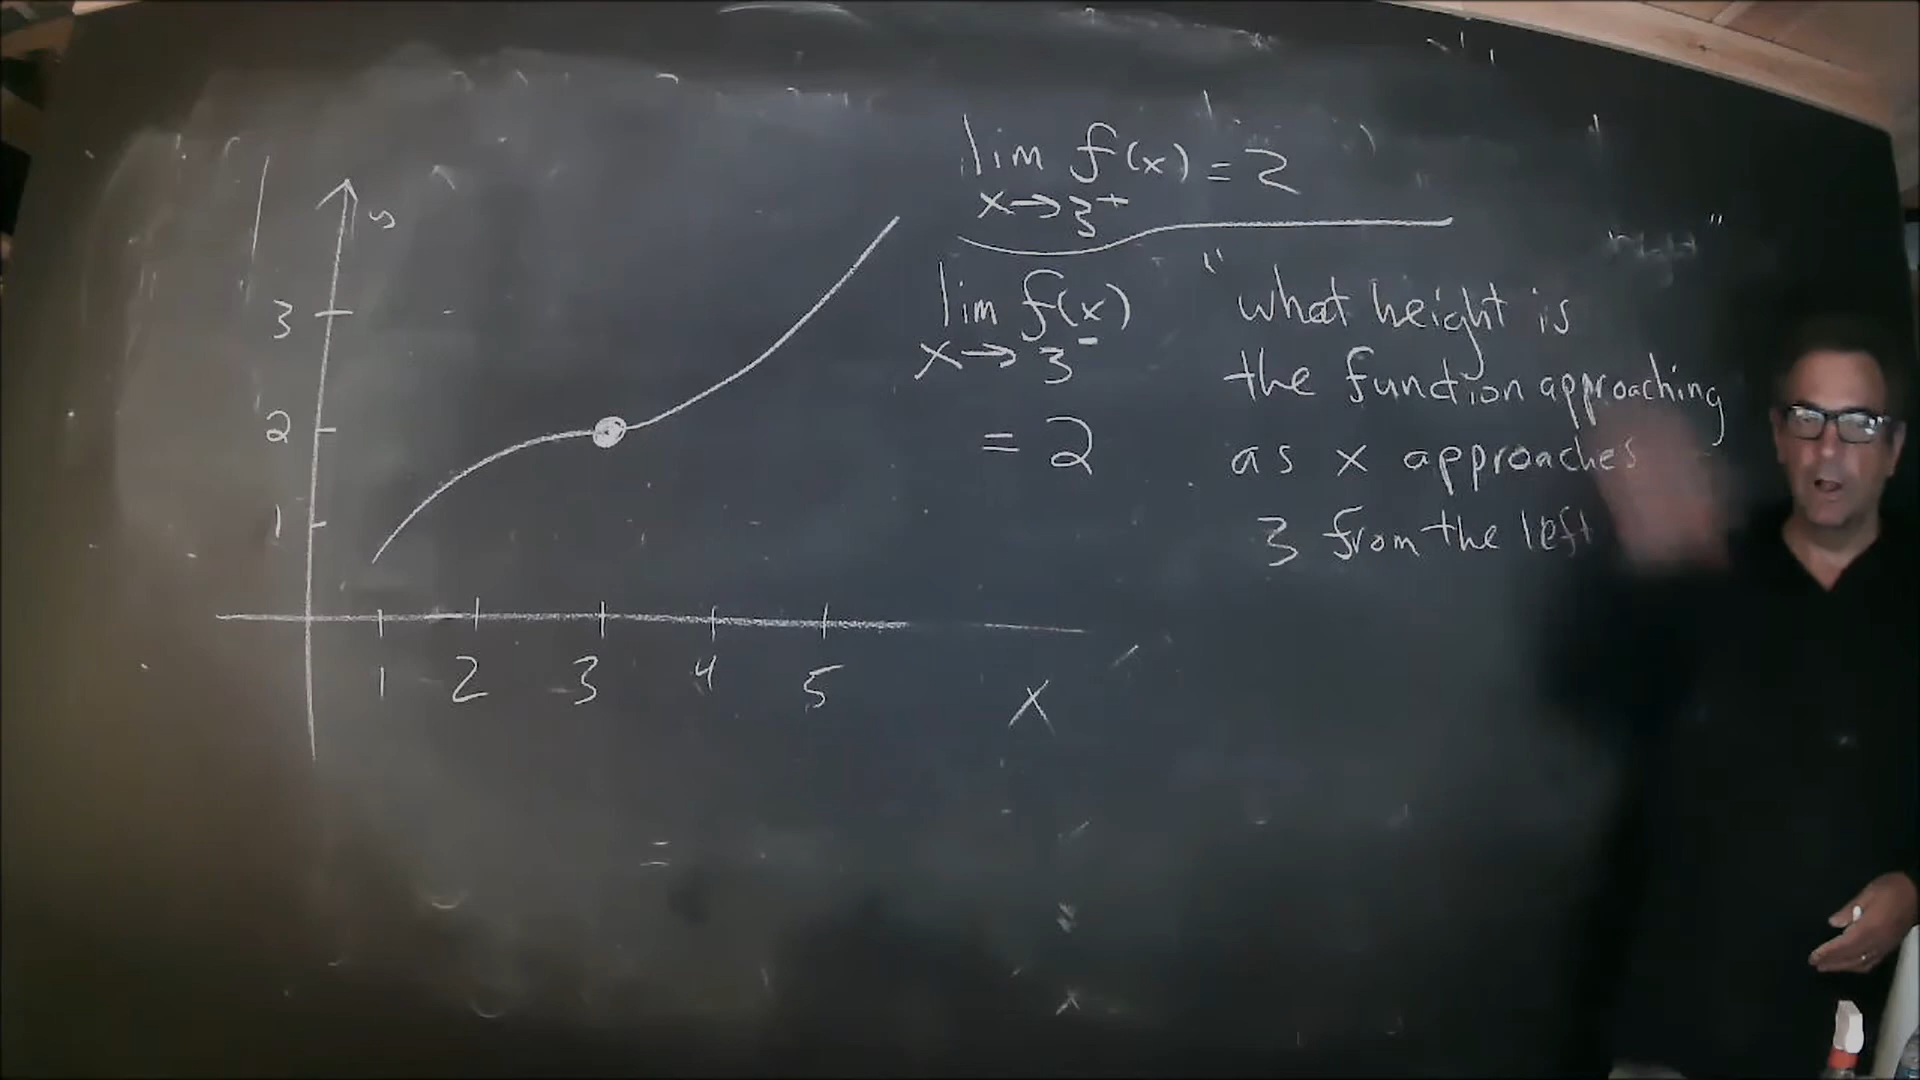 lim f(x) = 2
x→3⁺
lim f(x)
x→3⁻
= 2
"what height is
the function approaching
as x approaches
3 from the left
y
3
2
1
1 2 3 4 5
x